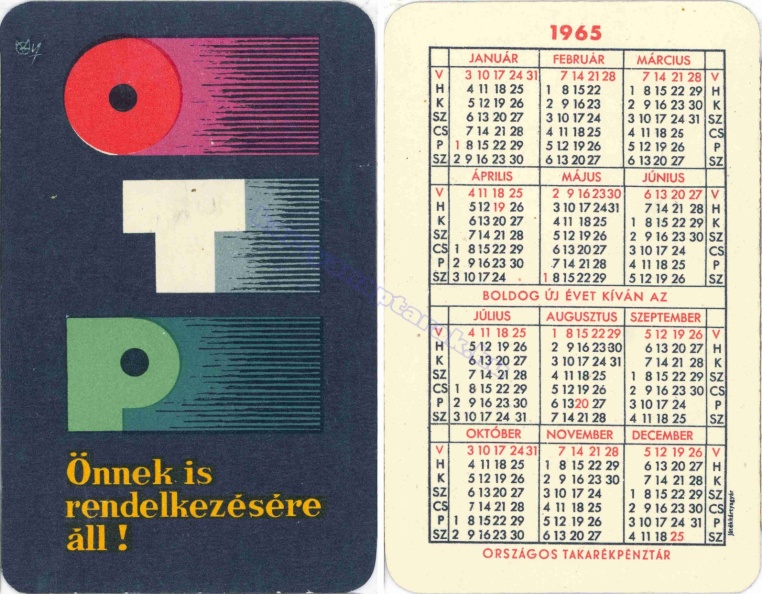 OTP
Önnek is
rendelkezésére
áll !
1965
JANUÁR FEBRUÁR MÁRCIUS
V 3 10 17 24 31 7 14 21 28 7 14 21 28 V
H 4 11 18 25 1 8 15 22 1 8 15 22 29 H
K 5 12 19 26 2 9 16 23 2 9 16 23 30 K
SZ 6 13 20 27 3 10 17 24 3 10 17 24 31 SZ
CS 7 14 21 28 4 11 18 25 4 11 18 25 CS
P 1 8 15 22 29 5 12 19 26 5 12 19 26 P
SZ 2 9 16 23 30 6 13 20 27 6 13 20 27 SZ
ÁPRILIS MÁJUS JÚNIUS
V 4 11 18 25 2 9 16 23 30 6 13 20 27 V
H 5 12 19 26 3 10 17 24 31 7 14 21 28 H
K 6 13 20 27 4 11 18 25 1 8 15 22 29 K
SZ 7 14 21 28 5 12 19 26 2 9 16 23 30 SZ
CS 1 8 15 22 29 6 13 20 27 3 10 17 24 CS
P 2 9 16 23 30 7 14 21 28 4 11 18 25 P
SZ 3 10 17 24 1 8 15 22 29 5 12 19 26 SZ
BOLDOG ÚJ ÉVET KÍVÁN AZ
JÚLIUS AUGUSZTUS SZEPTEMBER
V 4 11 18 25 1 8 15 22 29 5 12 19 26 V
H 5 12 19 26 2 9 16 23 30 6 13 20 27 H
K 6 13 20 27 3 10 17 24 31 7 14 21 28 K
SZ 7 14 21 28 4 11 18 25 1 8 15 22 29 SZ
CS 1 8 15 22 29 5 12 19 26 2 9 16 23 30 CS
P 2 9 16 23 30 6 13 20 27 3 10 17 24 P
SZ 3 10 17 24 31 7 14 21 28 4 11 18 25 SZ
OKTÓBER NOVEMBER DECEMBER
V 3 10 17 24 31 7 14 21 28 5 12 19 26 V
H 4 11 18 25 1 8 15 22 29 6 13 20 27 H
K 5 12 19 26 2 9 16 23 30 7 14 21 28 K
SZ 6 13 20 27 3 10 17 24 1 8 15 22 29 SZ
CS 7 14 21 28 4 11 18 25 2 9 16 23 30 CS
P 1 8 15 22 29 5 12 19 26 3 10 17 24 31 P
SZ 2 9 16 23 30 6 13 20 27 4 11 18 25 SZ
ORSZÁGOS TAKARÉKPÉNZTÁR
Játékkártyagyár